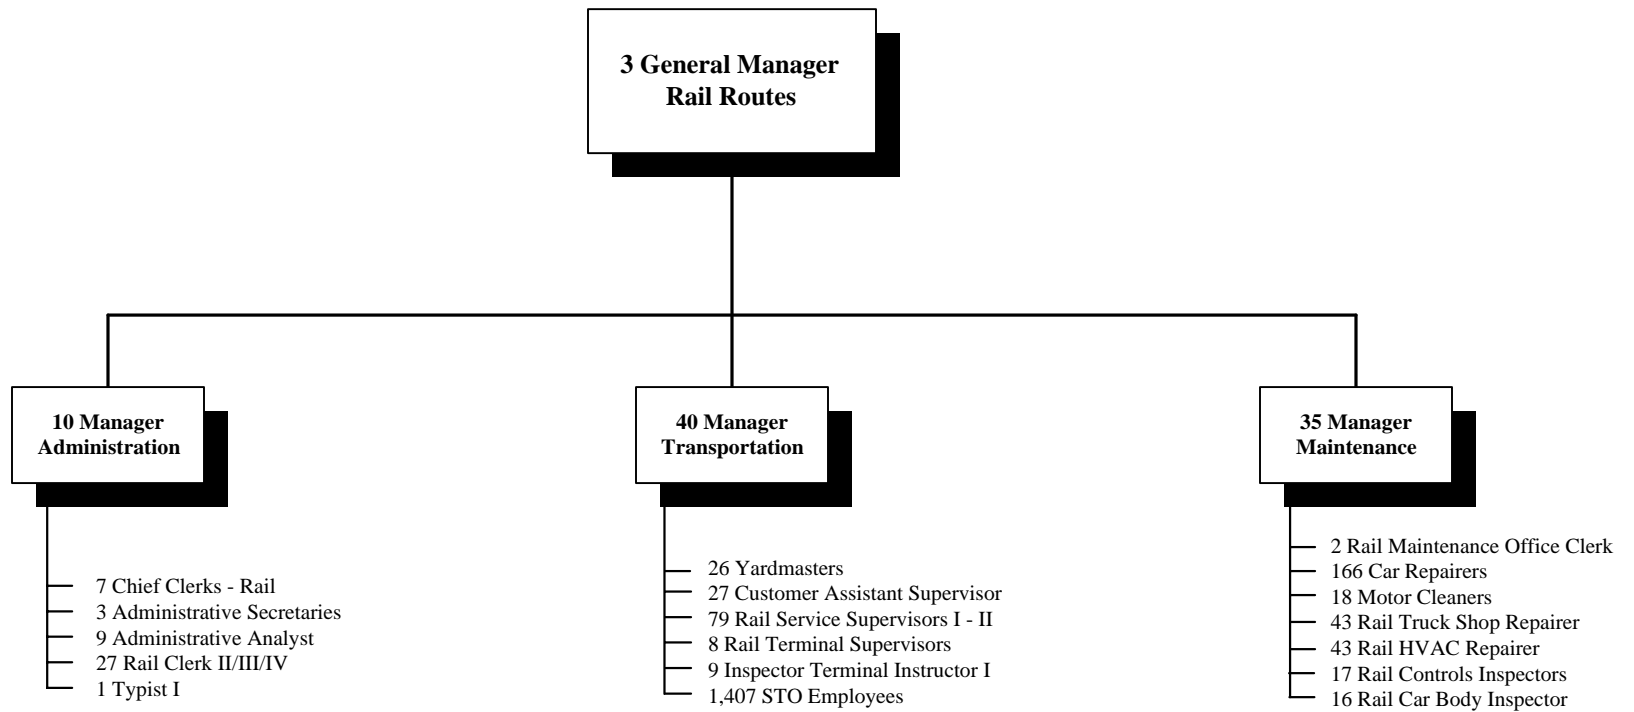 3 General Manager
Rail Routes
10 Manager
Administration
7 Chief Clerks - Rail
3 Administrative Secretaries
9 Administrative Analyst
27 Rail Clerk II/III/IV
1 Typist I
40 Manager
Transportation
26 Yardmasters
27 Customer Assistant Supervisor
79 Rail Service Supervisors I - II
8 Rail Terminal Supervisors
9 Inspector Terminal Instructor I
1,407 STO Employees
35 Manager
Maintenance
2 Rail Maintenance Office Clerk
166 Car Repairers
18 Motor Cleaners
43 Rail Truck Shop Repairer
43 Rail HVAC Repairer
17 Rail Controls Inspectors
16 Rail Car Body Inspector